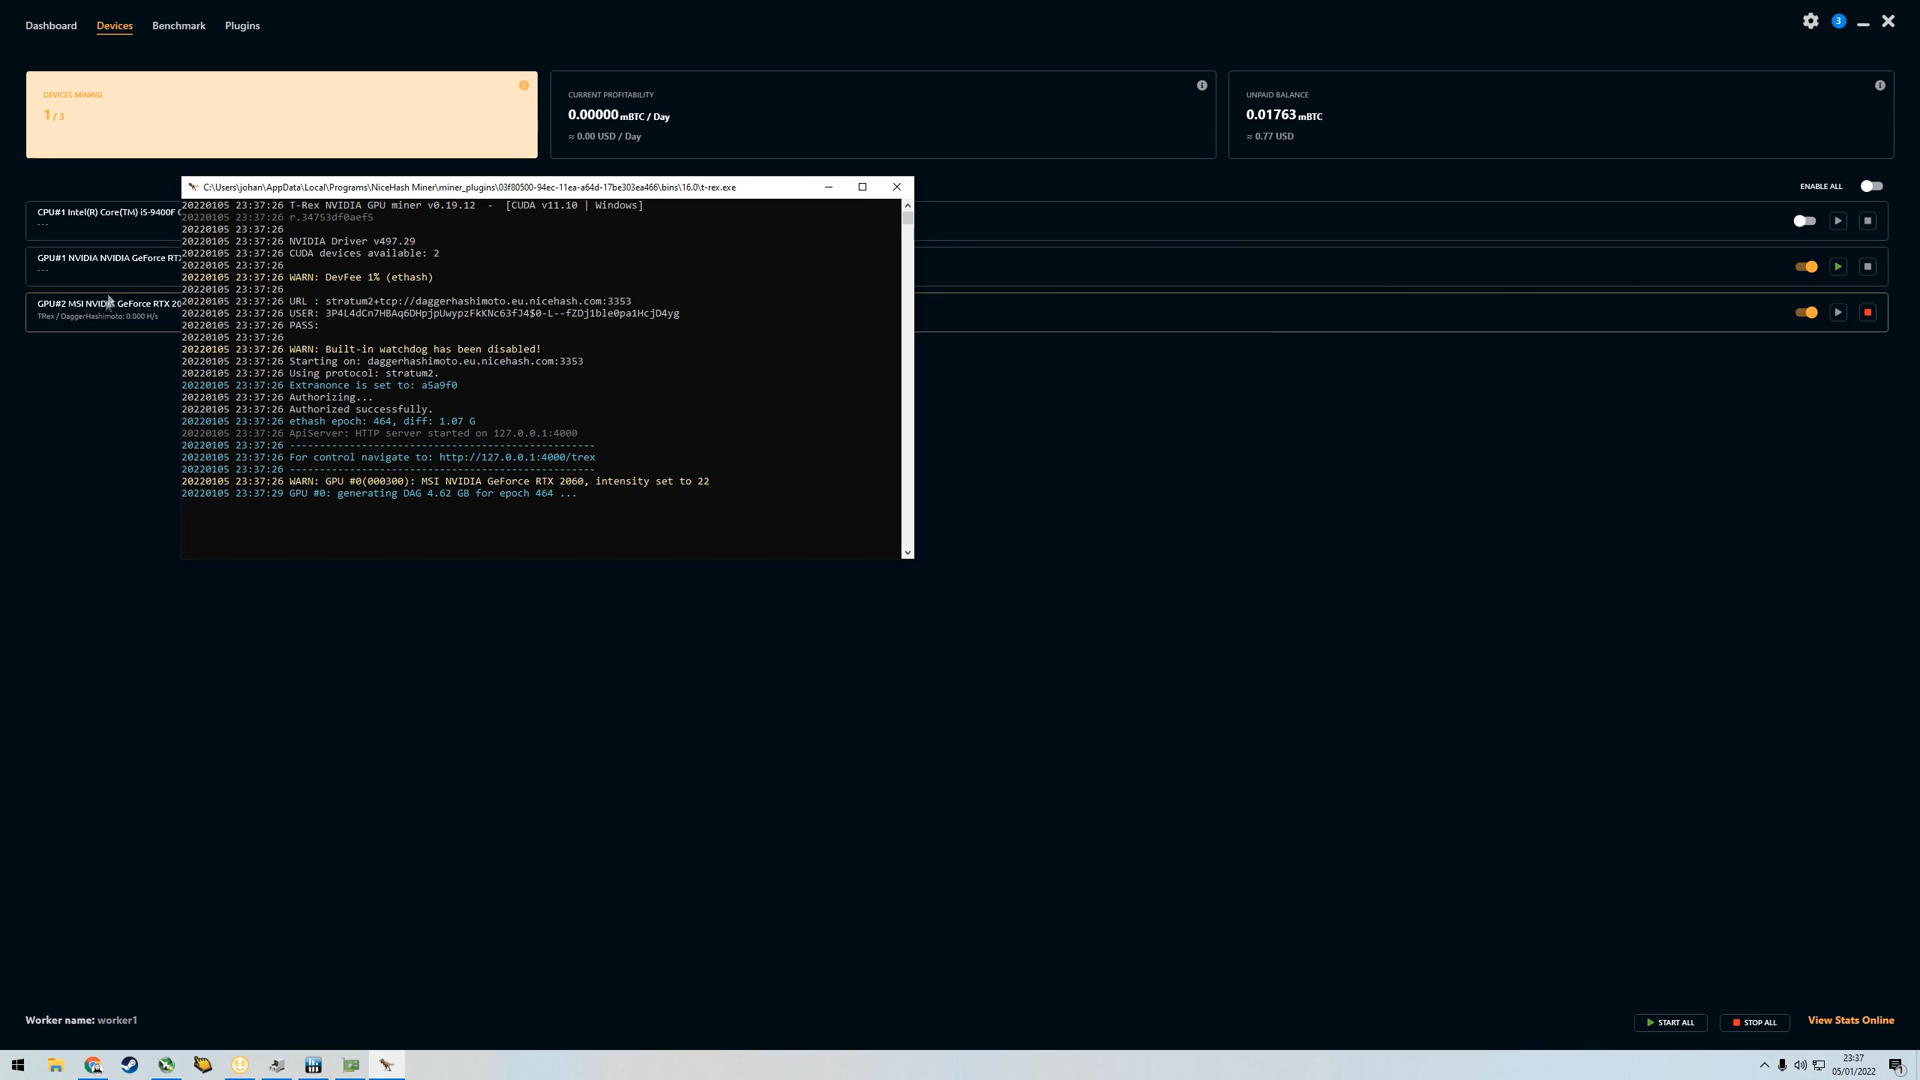 Dashboard
Devices
Benchmark
Plugins
3
DEVICES MINING
1 / 3
CURRENT PROFITABILITY
0.00000 mBTC / Day
≈ 0.00 USD / Day
UNPAID BALANCE
0.01763 mBTC
≈ 0.77 USD
ENABLE ALL
CPU#1 Intel(R) Core(TM) i5-9400F
---
GPU#1 NVIDIA NVIDIA GeForce RTX
---
GPU#2 MSI NVIDIA GeForce RTX 20
TRex / DaggerHashimoto: 0.000 H/s
C:\Users\johan\AppData\Local\Programs\NiceHash Miner\miner_plugins\03f80500-94ec-11ea-a64d-17be303ea466\bins\16.0\t-rex.exe
20220105 23:37:26 T-Rex NVIDIA GPU miner v0.19.12 - [CUDA v11.10 | Windows]
20220105 23:37:26 r.34753df0aef5
20220105 23:37:26
20220105 23:37:26 NVIDIA Driver v497.29
20220105 23:37:26 CUDA devices available: 2
20220105 23:37:26
20220105 23:37:26 WARN: DevFee 1% (ethash)
20220105 23:37:26
20220105 23:37:26 URL : stratum2+tcp://daggerhashimoto.eu.nicehash.com:3353
20220105 23:37:26 USER: 3P4L4dCn7HBAq6DHpjpUwypzFkKNc63fJ4$0-L--fZDj1ble0pa1HcjD4yg
20220105 23:37:26 PASS:
20220105 23:37:26
20220105 23:37:26 WARN: Built-in watchdog has been disabled!
20220105 23:37:26 Starting on: daggerhashimoto.eu.nicehash.com:3353
20220105 23:37:26 Using protocol: stratum2.
20220105 23:37:26 Extranonce is set to: a5a9f0
20220105 23:37:26 Authorizing...
20220105 23:37:26 Authorized successfully.
20220105 23:37:26 ethash epoch: 464, diff: 1.07 G
20220105 23:37:26 ApiServer: HTTP server started on 127.0.0.1:4000
20220105 23:37:26 ---------------------------------------------------
20220105 23:37:26 For control navigate to: http://127.0.0.1:4000/trex
20220105 23:37:26 ---------------------------------------------------
20220105 23:37:26 WARN: GPU #0(000300): MSI NVIDIA GeForce RTX 2060, intensity set to 22
20220105 23:37:29 GPU #0: generating DAG 4.62 GB for epoch 464 ...
Worker name: worker1
START ALL
STOP ALL
View Stats Online
23:37
05/01/2022
1